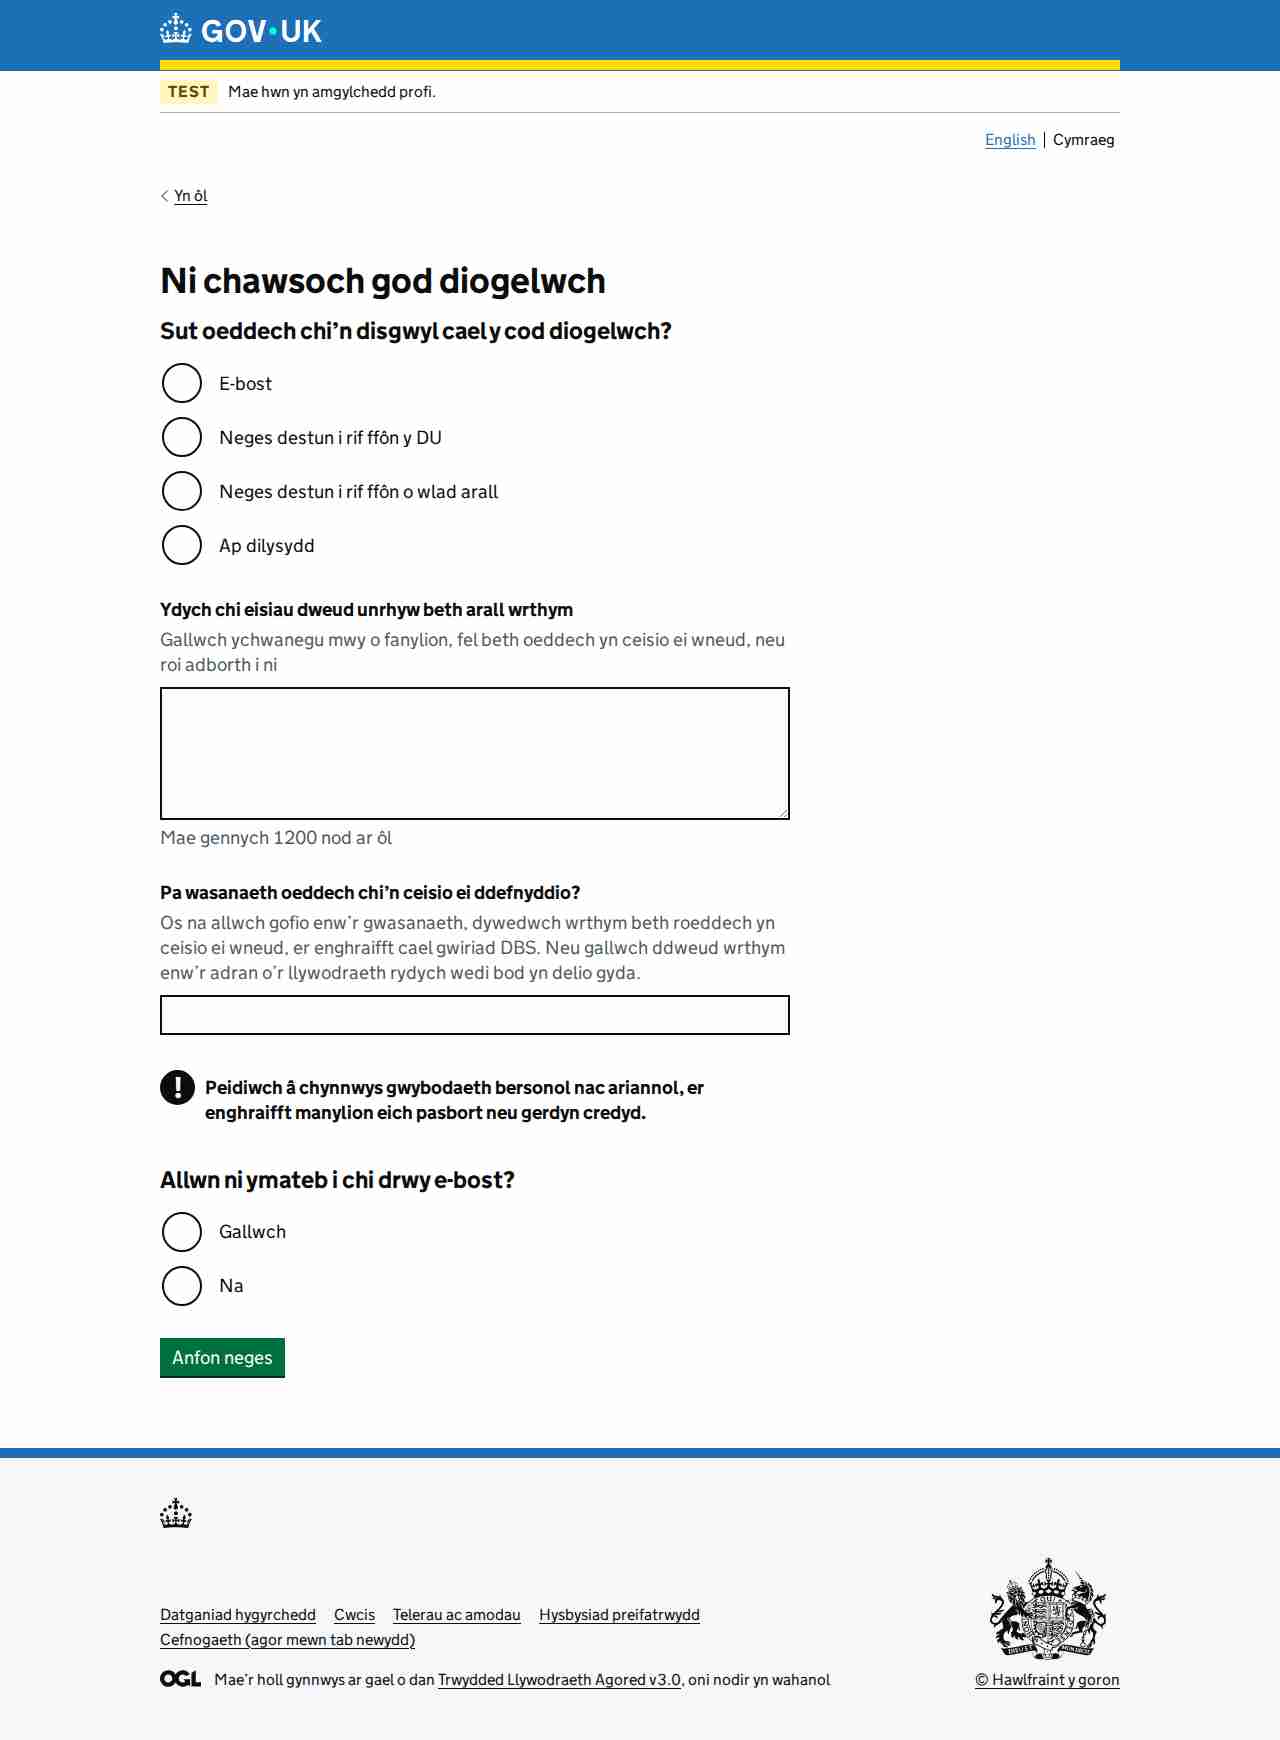 GOV·UK
TEST Mae hwn yn amgylchedd profi.
English | Cymraeg
Yn ôl
Ni chawsoch god diogelwch
Sut oeddech chi’n disgwyl cael y cod diogelwch?
E-bost
Neges destun i rif ffôn y DU
Neges destun i rif ffôn o wlad arall
Ap dilysydd
Ydych chi eisiau dweud unrhyw beth arall wrthym
Gallwch ychwanegu mwy o fanylion, fel beth oeddech yn ceisio ei wneud, neu
roi adborth i ni
Mae gennych 1200 nod ar ôl
Pa wasanaeth oeddech chi’n ceisio ei ddefnyddio?
Os na allwch gofio enw’r gwasanaeth, dywedwch wrthym beth roeddech yn
ceisio ei wneud, er enghraifft cael gwiriad DBS. Neu gallwch ddweud wrthym
enw’r adran o’r llywodraeth rydych wedi bod yn delio gyda.
! Peidiwch â chynnwys gwybodaeth bersonol nac ariannol, er
enghraifft manylion eich pasbort neu gerdyn credyd.
Allwn ni ymateb i chi drwy e-bost?
Gallwch
Na
Anfon neges
Datganiad hygyrchedd Cwcis Telerau ac amodau Hysbysiad preifatrwydd
Cefnogaeth (agor mewn tab newydd)
OGL Mae’r holl gynnwys ar gael o dan Trwydded Llywodraeth Agored v3.0, oni nodir yn wahanol
© Hawlfraint y goron